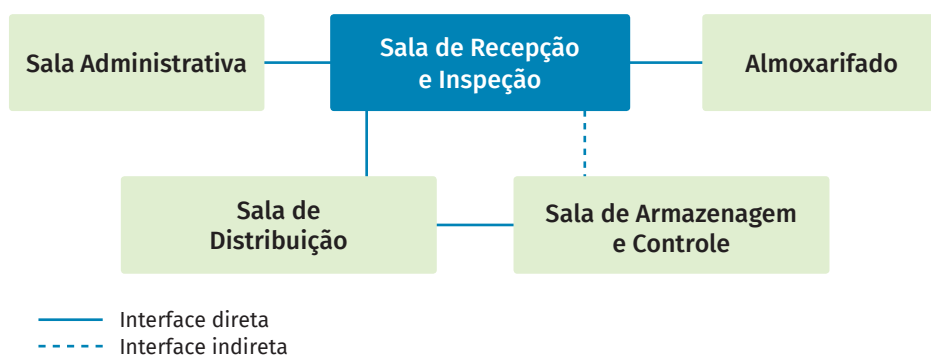 Sala Administrativa
Sala de Recepção
e Inspeção
Almoxarifado
Sala de
Distribuição
Sala de Armazenagem
e Controle
Interface direta
Interface indireta